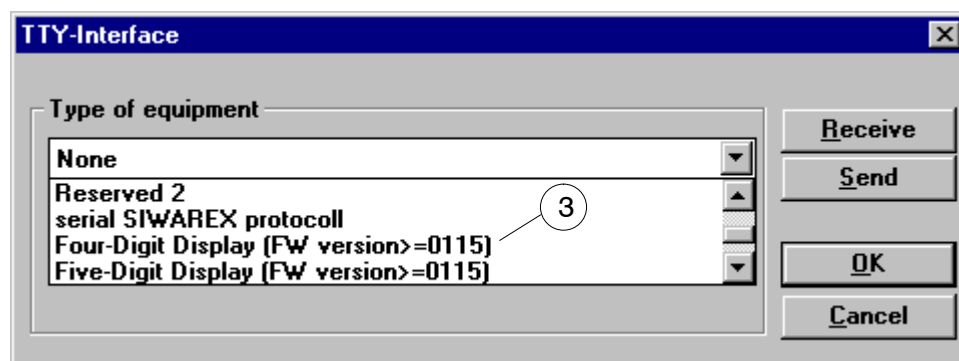 TTY-Interface
Type of equipment
None
Reserved 2
serial SIWAREX protocoll
Four-Digit Display (FW version>=0115)
Five-Digit Display (FW version>=0115)
3
Receive
Send
OK
Cancel